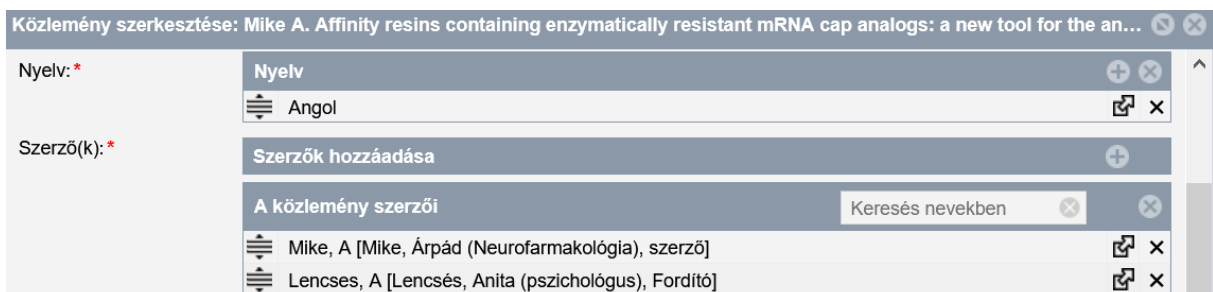 Közlemény szerkesztése: Mike A. Affinity resins containing enzymatically resistant mRNA cap analogs: a new tool for the an…
Nyelv:*
Nyelv
Angol
Szerző(k):*
Szerzők hozzáadása
A közlemény szerzői
Keresés nevekben
Mike, A [Mike, Árpád (Neurofarmakológia), szerző]
Lencses, A [Lencsés, Anita (pszichológus), Fordító]